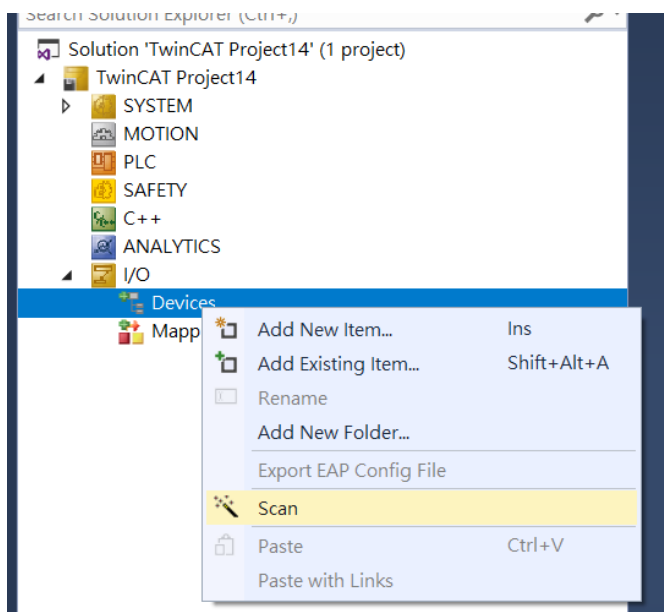 Search Solution Explorer (Ctrl+;)
Solution 'TwinCAT Project14' (1 project)
TwinCAT Project14
SYSTEM
MOTION
PLC
SAFETY
C++
ANALYTICS
I/O
Devices
Mapp
Add New Item... Ins
Add Existing Item... Shift+Alt+A
Rename
Add New Folder...
Export EAP Config File
Scan
Paste Ctrl+V
Paste with Links